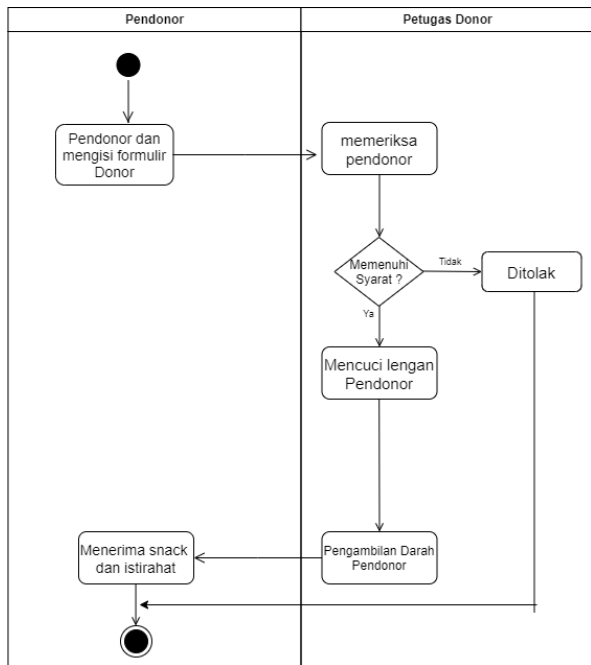 Pendonor
Petugas Donor
Pendonor dan
mengisi formulir
Donor
memeriksa
pendonor
Memenuhi
Syarat ?
Tidak
Ditolak
Ya
Mencuci lengan
Pendonor
Menerima snack
dan istirahat
Pengambilan Darah
Pendonor